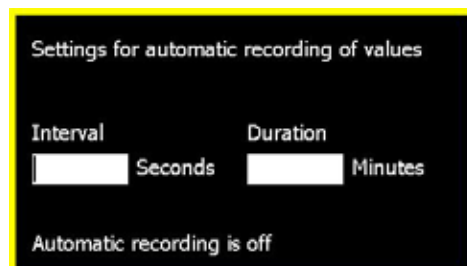 Settings for automatic recording of values
Interval Duration
Seconds Minutes
Automatic recording is off